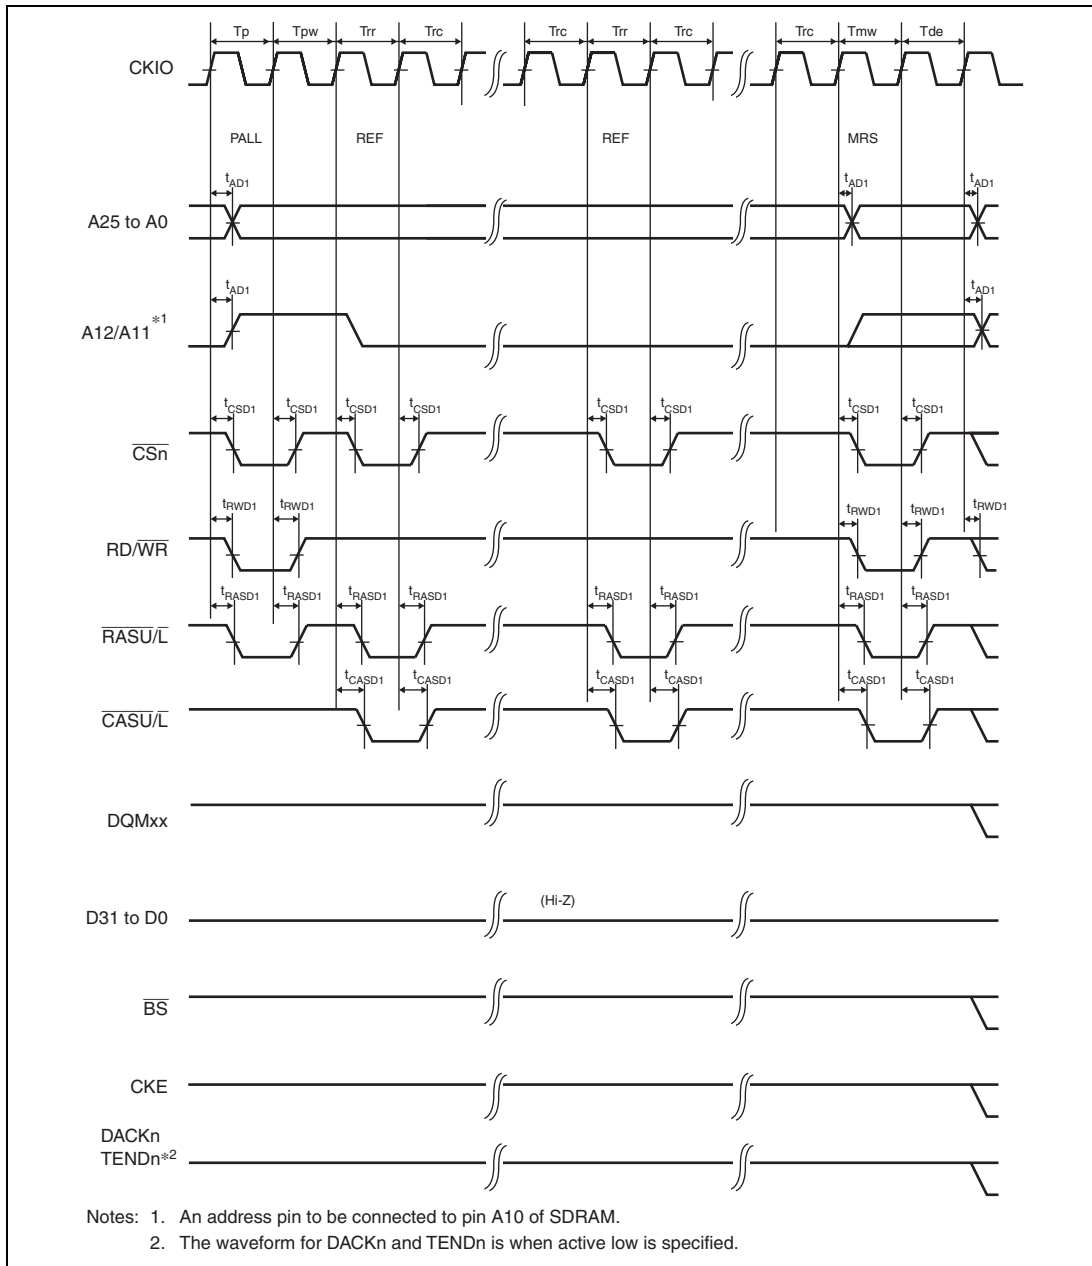 Tp Tpw Trr Trc Trc Trr Trc Trc Tmw Tde
CKIO
PALL REF REF MRS
tAD1 tAD1 tAD1
A25 to A0
tAD1 tAD1
A12/A11*1
tCSD1 tCSD1 tCSD1 tCSD1 tCSD1 tCSD1 tCSD1 tCSD1
CSn
tRWD1 tRWD1 tRWD1 tRWD1 tRWD1
RD/WR
tRASD1 tRASD1 tRASD1 tRASD1 tRASD1 tRASD1 tRASD1 tRASD1
RASU/L
tCASD1 tCASD1 tCASD1 tCASD1 tCASD1 tCASD1
CASU/L
DQMxx
(Hi-Z)
D31 to D0
BS
CKE
DACKn
TENDn*2
Notes: 1. An address pin to be connected to pin A10 of SDRAM.
2. The waveform for DACKn and TENDn is when active low is specified.